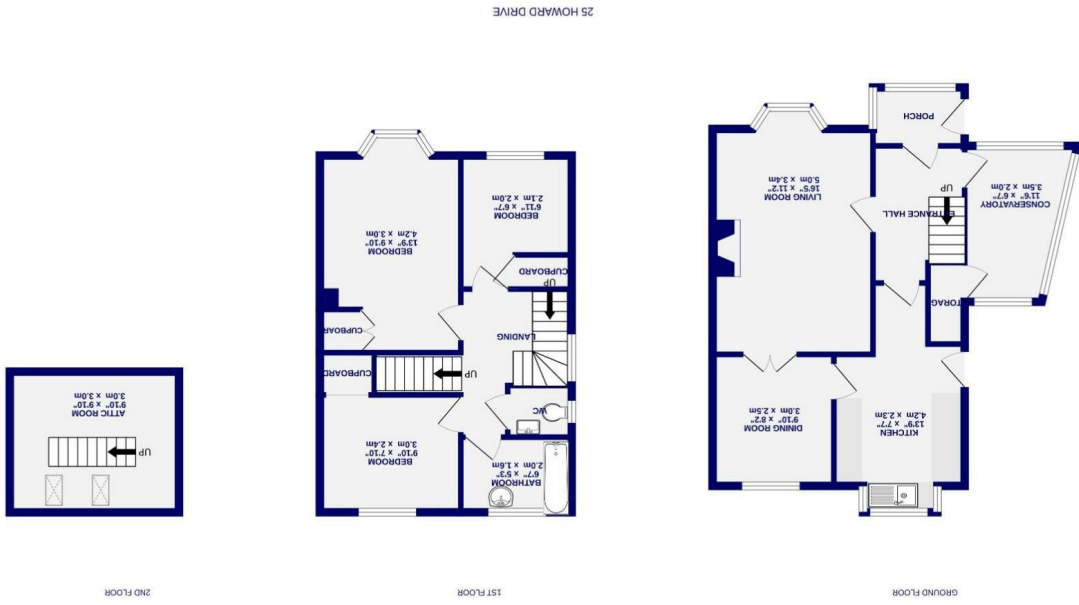 GROUND FLOOR
1ST FLOOR
2ND FLOOR
KITCHEN
13'9" x 7'7"
4.2m x 2.3m
DINING ROOM
9'10" x 8'2"
3.0m x 2.5m
STORAG
CONSERVATORY
11'6" x 6'7"
3.5m x 2.0m
ENTRANCE HALL
UP
LIVING ROOM
16'5" x 11'2"
5.0m x 3.4m
PORCH
BATHROOM
6'7" x 5'3"
2.0m x 1.6m
BEDROOM
9'10" x 7'10"
3.0m x 2.4m
WC
UP
CUPBOARD
LANDING
CUPBOARD
UP
CUPBOARD
BEDROOM
13'9" x 9'10"
4.2m x 3.0m
BEDROOM
6'11" x 6'7"
2.1m x 2.0m
UP
ATTIC ROOM
9'10" x 9'10"
3.0m x 3.0m
25 HOWARD DRIVE